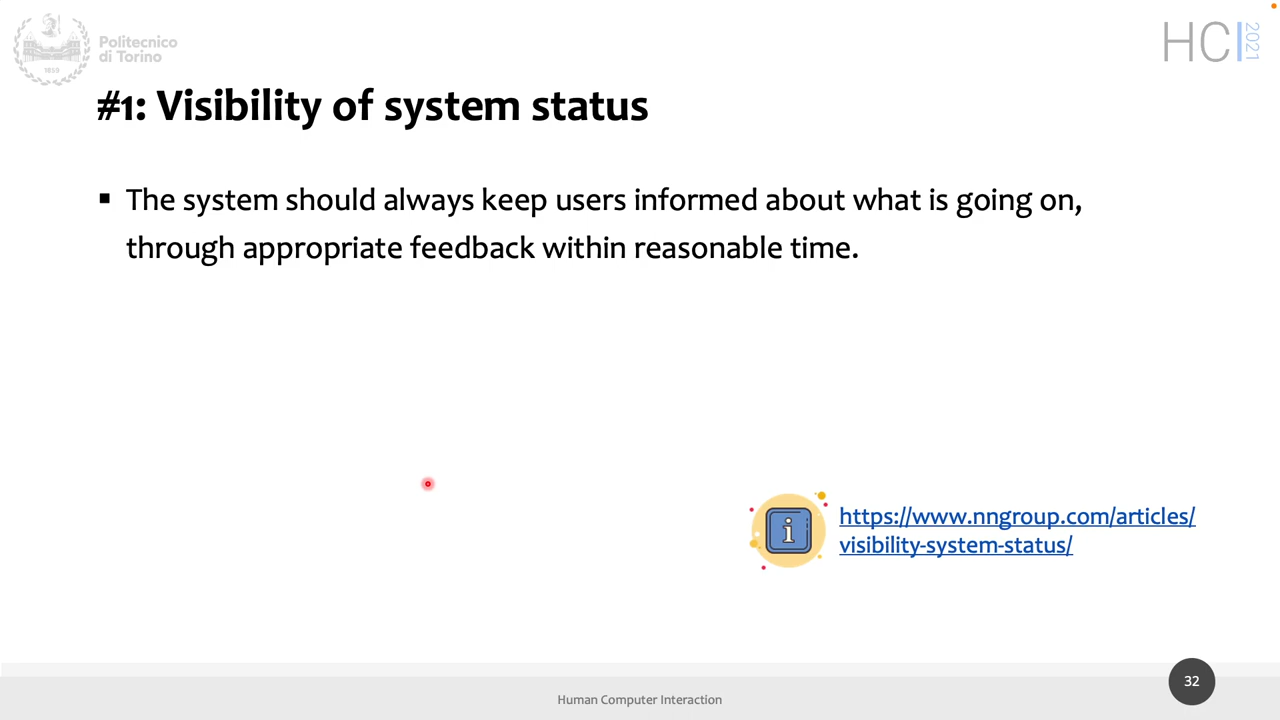 Politecnico
di Torino
1859
HCI
2021
#1: Visibility of system status
▪ The system should always keep users informed about what is going on,
through appropriate feedback within reasonable time.
i
https://www.nngroup.com/articles/
visibility-system-status/
32
Human Computer Interaction